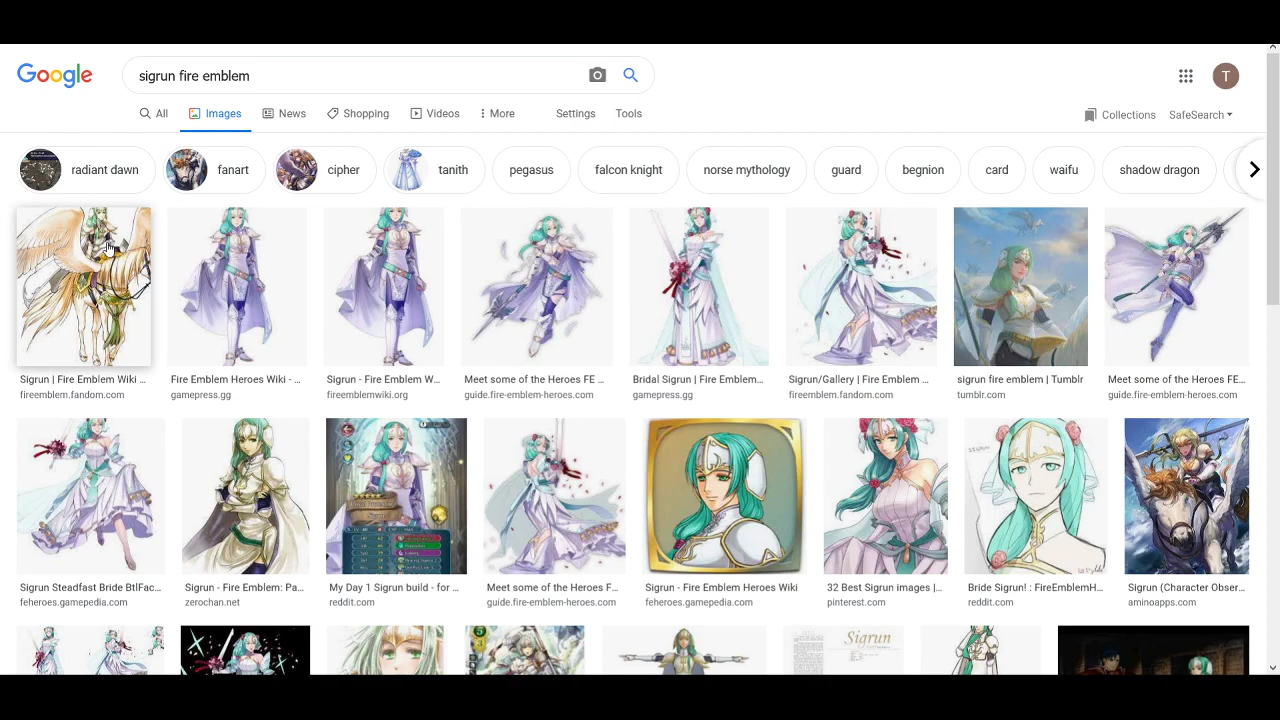 Google
sigrun fire emblem
T
All
Images
News
Shopping
Videos
More
Settings
Tools
Collections
SafeSearch
radiant dawn
fanart
cipher
tanith
pegasus
falcon knight
norse mythology
guard
begnion
card
waifu
shadow dragon
Sigrun | Fire Emblem Wiki ...
fireemblem.fandom.com
Fire Emblem Heroes Wiki - ...
gamepress.gg
Sigrun - Fire Emblem W...
fireemblemwiki.org
Meet some of the Heroes FE ...
guide.fire-emblem-heroes.com
Bridal Sigrun | Fire Emblem...
gamepress.gg
Sigrun/Gallery | Fire Emblem ...
fireemblem.fandom.com
sigrun fire emblem | Tumblr
tumblr.com
Meet some of the Heroes FE...
guide.fire-emblem-heroes.com
Sigrun Steadfast Bride BtlFac...
feheroes.gamepedia.com
Sigrun - Fire Emblem: Pa...
zerochan.net
My Day 1 Sigrun build - for ...
reddit.com
Meet some of the Heroes F...
guide.fire-emblem-heroes.com
Sigrun - Fire Emblem Heroes Wiki
feheroes.gamepedia.com
32 Best Sigrun images |...
pinterest.com
Bride Sigrun! : FireEmblemH...
reddit.com
Sigrun (Character Obser...
aminoapps.com
Sigrun